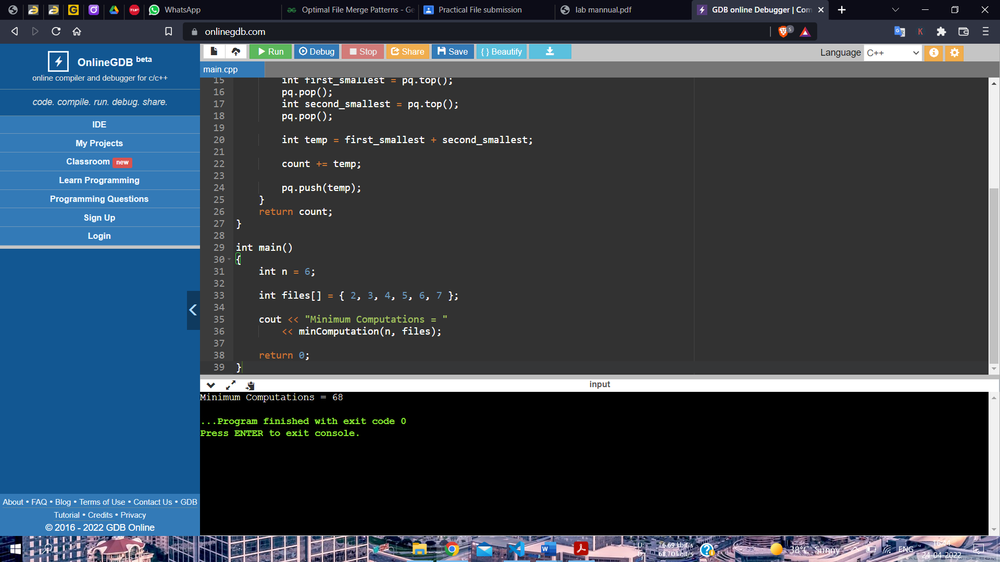 WhatsApp
Optimal File Merge Patterns - Ge
Practical File submission
lab mannual.pdf
GDB online Debugger | Com
onlinegdb.com
5
K
OnlineGDB beta
online compiler and debugger for c/c++
code. compile. run. debug. share.
IDE
My Projects
Classroom new
Learn Programming
Programming Questions
Sign Up
Login
About • FAQ • Blog • Terms of Use • Contact Us • GDB
Tutorial • Credits • Privacy
© 2016 - 2022 GDB Online
Run
Debug
Stop
Share
Save
{ } Beautify
Language C++
main.cpp
15 int first_smallest = pq.top();
16 pq.pop();
17 int second_smallest = pq.top();
18 pq.pop();
19
20 int temp = first_smallest + second_smallest;
21
22 count += temp;
23
24 pq.push(temp);
25 }
26 return count;
27 }
28
29 int main()
30 {
31 int n = 6;
32
33 int files[] = { 2, 3, 4, 5, 6, 7 };
34
35 cout << "Minimum Computations = "
36 << minComputation(n, files);
37
38 return 0;
39 }
input
Minimum Computations = 68
...Program finished with exit code 0
Press ENTER to exit console.
U: 76.69 kbit/s
D: 68.70 kbit/s
38°C Sunny
ENG
16:44
24-04-2022